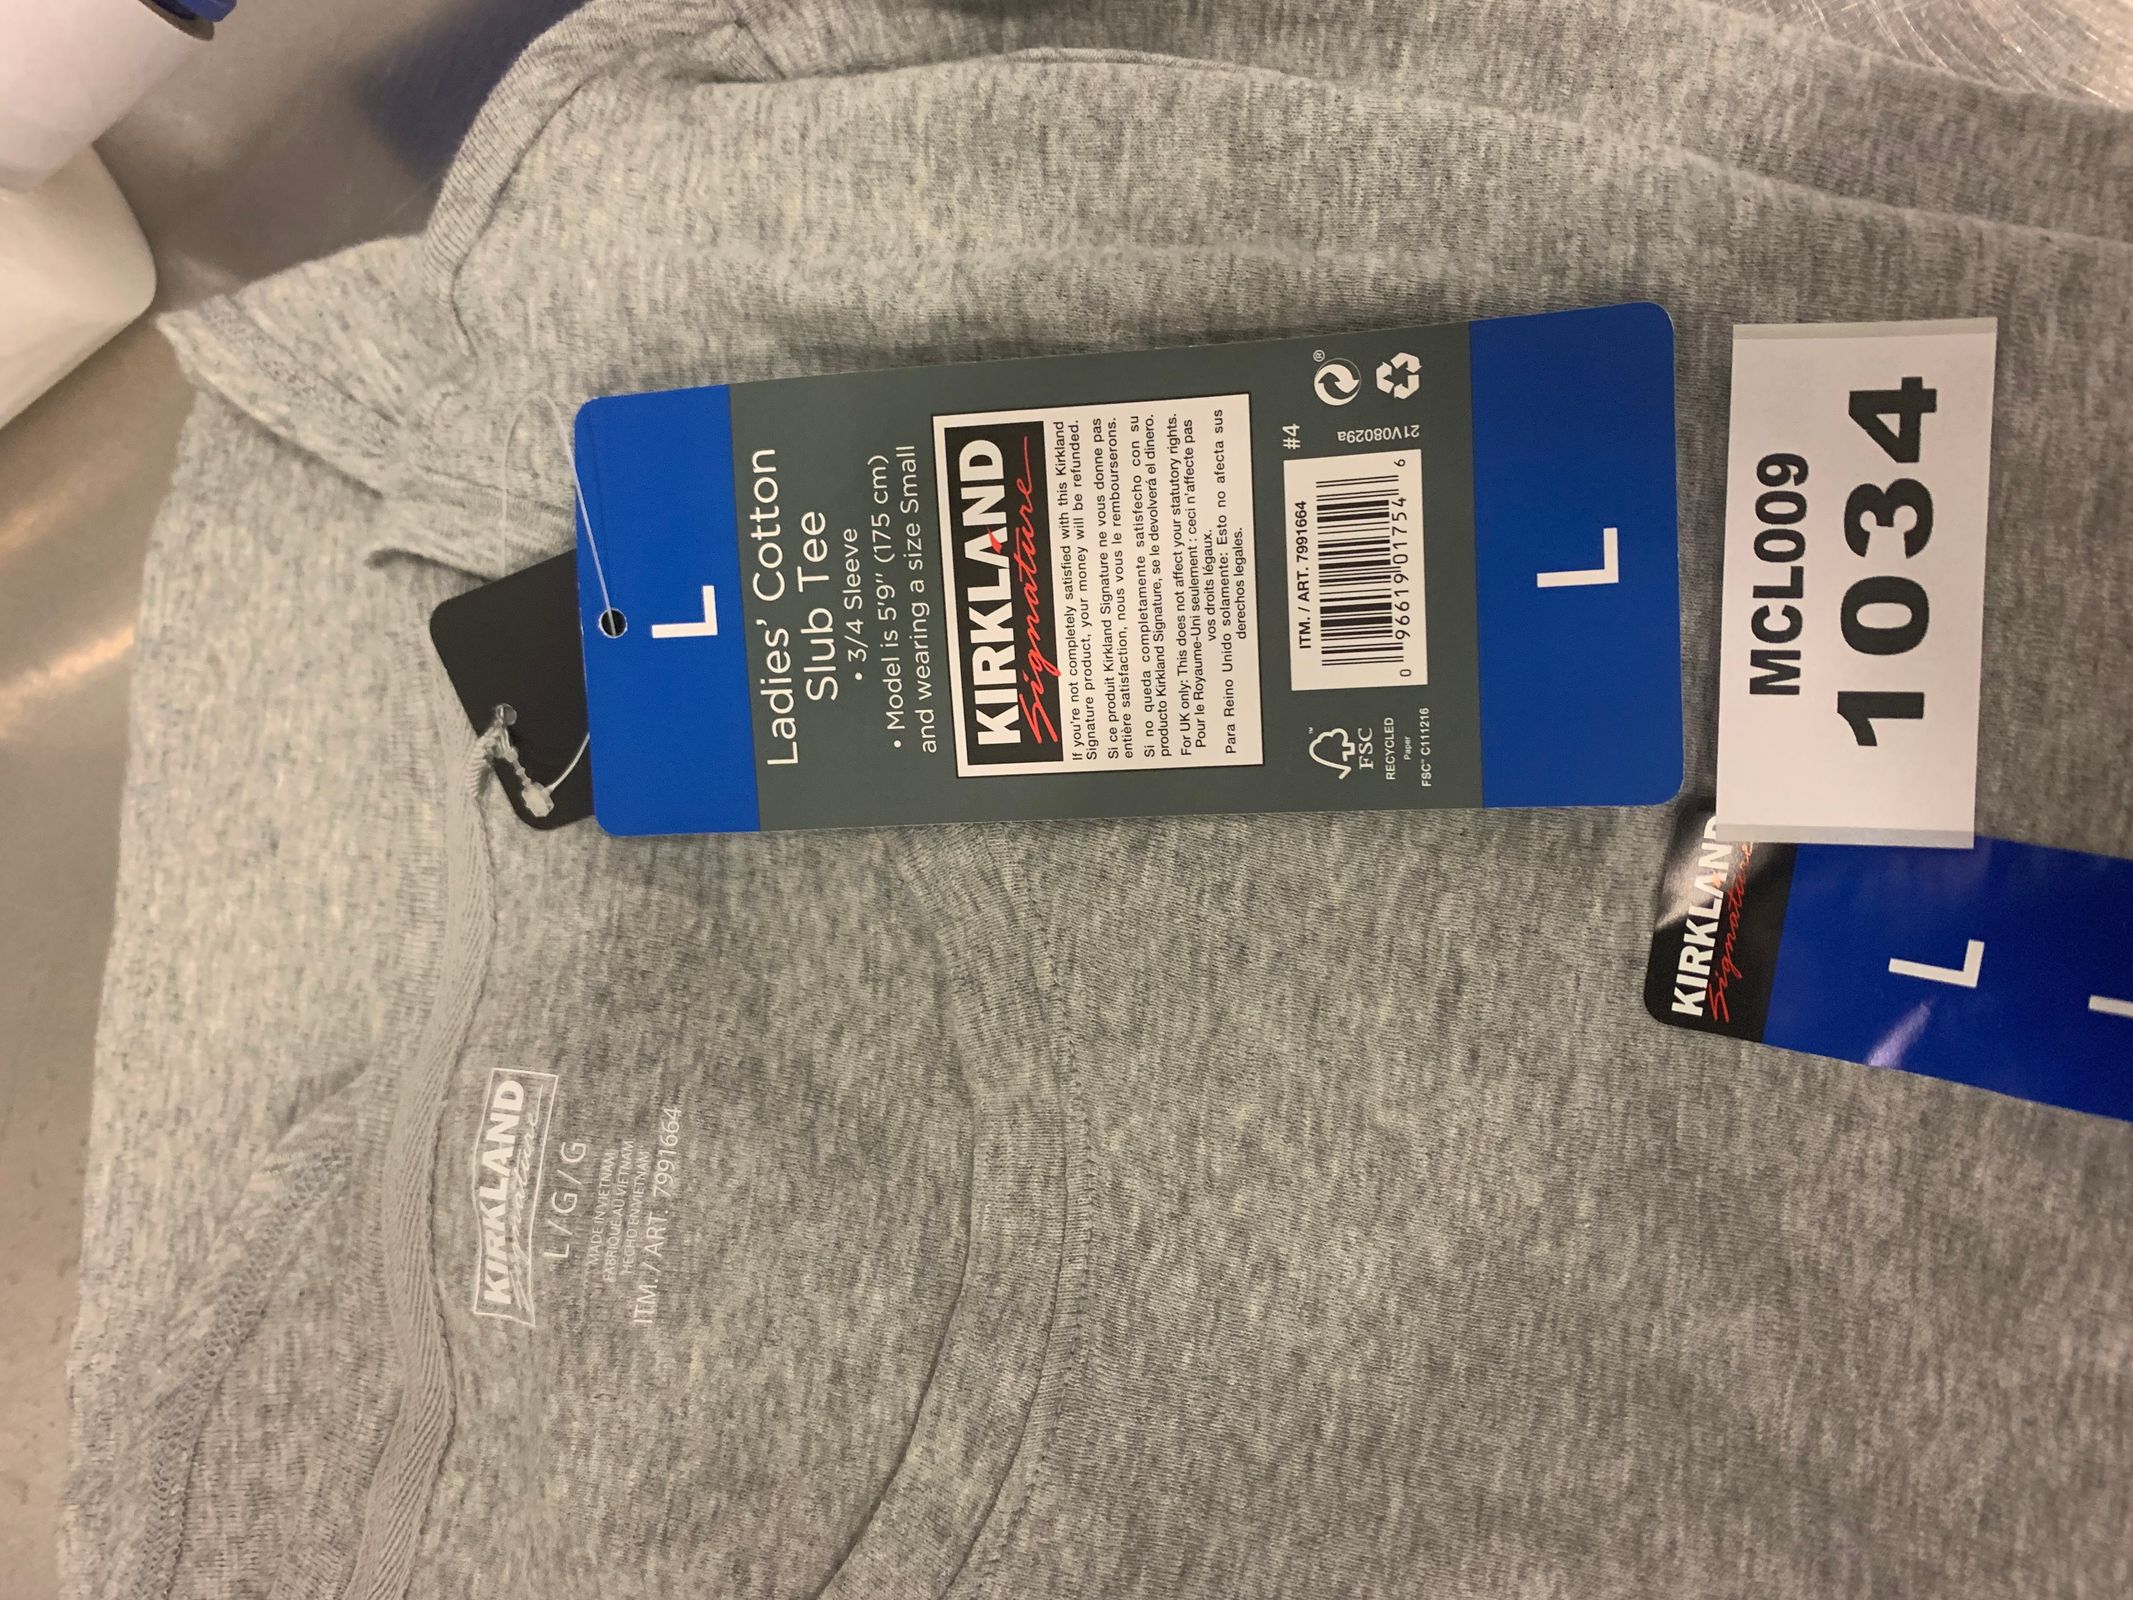 L
Ladies' Cotton
Slub Tee
• 3/4 Sleeve
• Model is 5'9" (175 cm)
and wearing a size Small
KIRKLAND
Signature
If you're not completely satisfied with this Kirkland
Signature product, your money will be refunded.
Si ce produit Kirkland Signature ne vous donne pas
entière satisfaction, nous vous le rembourserons.
Si no queda completamente satisfecho con su
producto Kirkland Signature, se le devolverá el dinero.
For UK only: This does not affect your statutory rights.
Pour le Royaume-Uni seulement : ceci n'affecte pas
vos droits légaux.
Para Reino Unido solamente: Esto no afecta sus
derechos legales.
FSC™
RECYCLED
Paper
FSC™ C111216
ITM. / ART. 7991664
0 96619 01754 6
#4
®
21V08029a
L
MCL009
1034
KIRKLAND
Signature
L
KIRKLAND
Signature
L / G / G
MADE IN VIETNAM
FABRIQUÉ AU VIETNAM
HECHO EN VIETNAM
ITM. / ART. 7991664